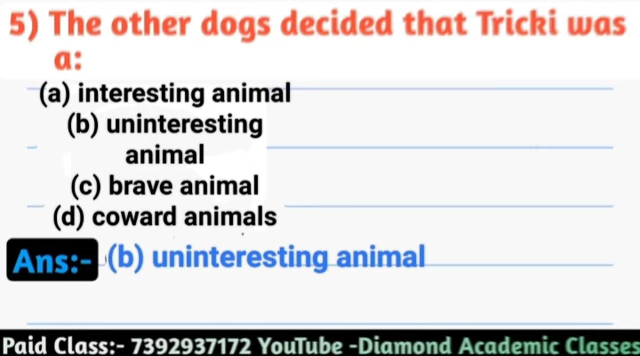 5) The other dogs decided that Tricki was
a:
(a) interesting animal
(b) uninteresting
animal
(c) brave animal
(d) coward animals
Ans:- (b) uninteresting animal
Paid Class:- 7392937172 YouTube -Diamond Academic Classes